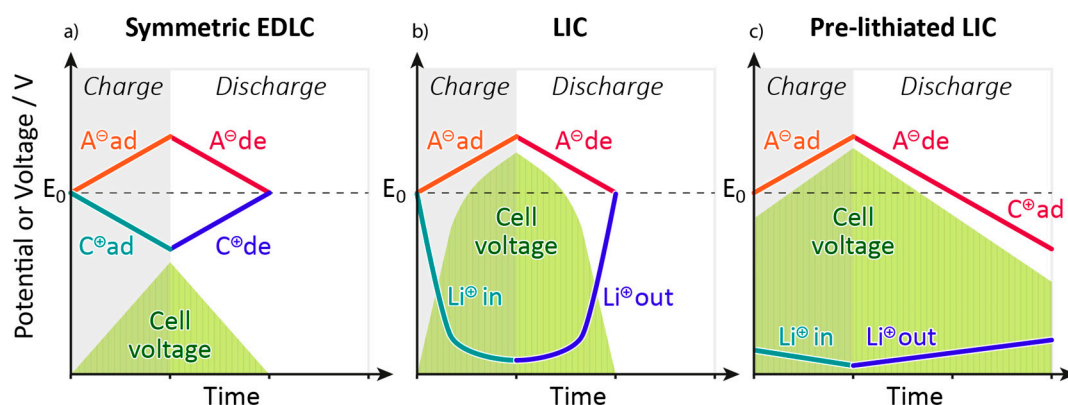 a) Symmetric EDLC
Potential or Voltage / V
Charge Discharge
A⊖ad A⊖de
E₀
C⊕ad C⊕de
Cell
voltage
Time
b) LIC
Charge Discharge
A⊖ad A⊖de
E₀
Cell
voltage
Li⊕in Li⊕out
Time
c) Pre-lithiated LIC
Charge Discharge
A⊖ad A⊖de
E₀
C⊕ad
Cell
voltage
Li⊕in Li⊕out
Time